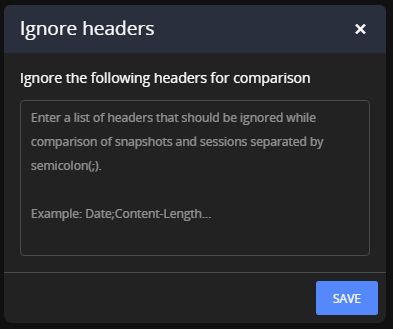 Ignore headers
Ignore the following headers for comparison
Enter a list of headers that should be ignored while
comparison of snapshots and sessions separated by
semicolon(;).
Example: Date;Content-Length...
SAVE